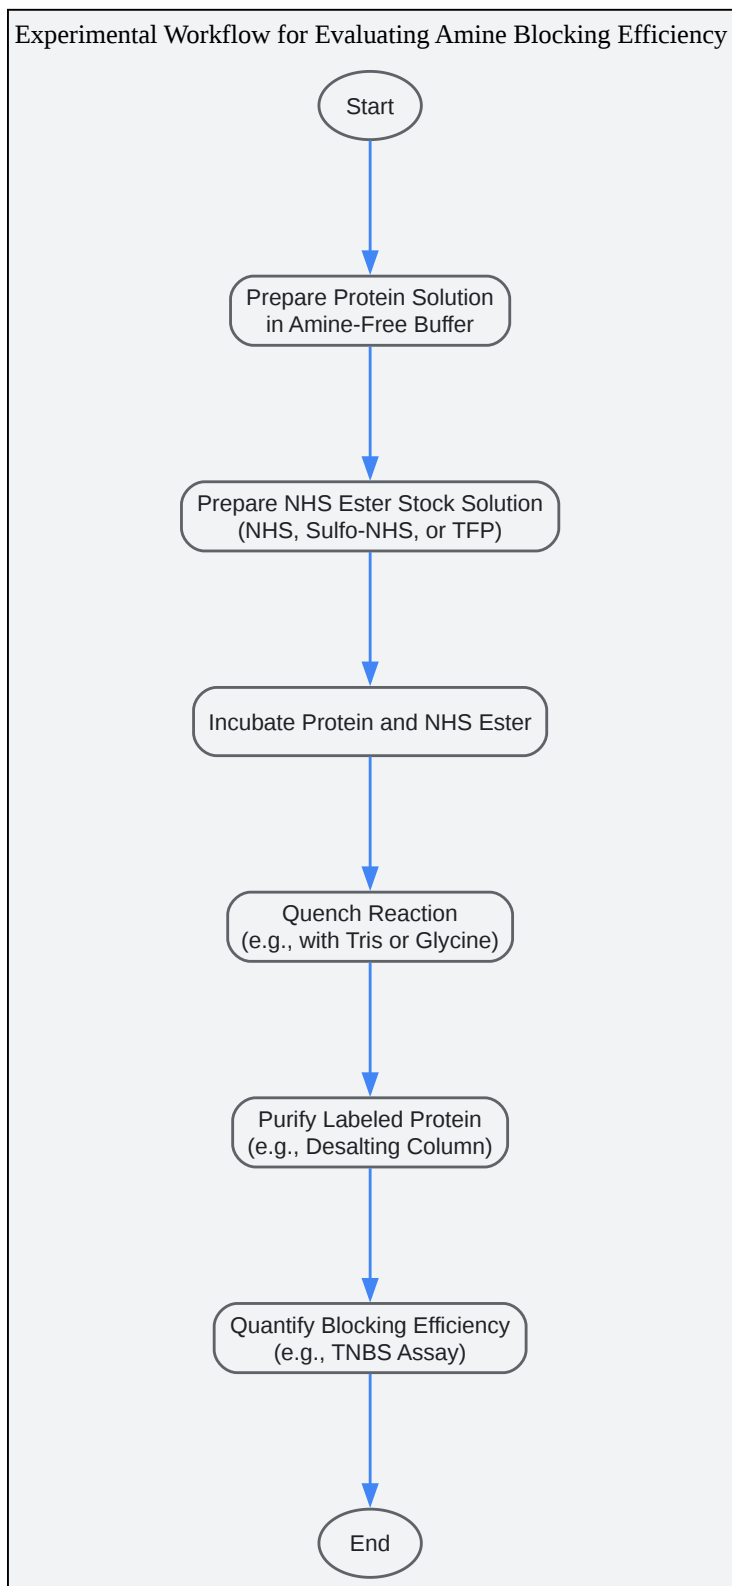 Experimental Workflow for Evaluating Amine Blocking Efficiency
Start
Prepare Protein Solution
in Amine-Free Buffer
Prepare NHS Ester Stock Solution
(NHS, Sulfo-NHS, or TFP)
Incubate Protein and NHS Ester
Quench Reaction
(e.g., with Tris or Glycine)
Purify Labeled Protein
(e.g., Desalting Column)
Quantify Blocking Efficiency
(e.g., TNBS Assay)
End